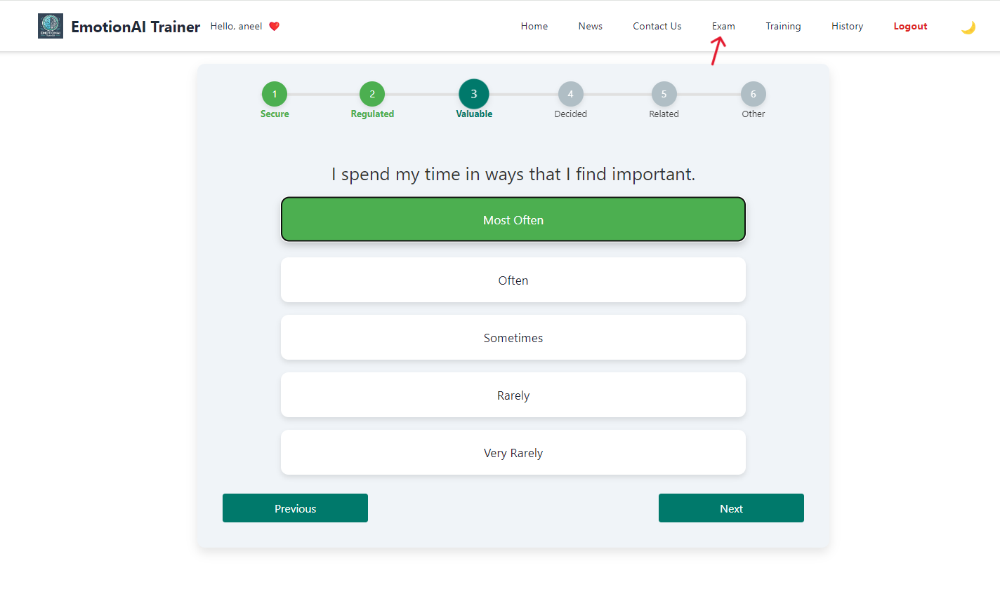 EMOTIONAI
EmotionAI Trainer Hello, aneel Home News Contact Us Exam Training History Logout
1 2 3 4 5 6
Secure Regulated Valuable Decided Related Other
I spend my time in ways that I find important.
Most Often
Often
Sometimes
Rarely
Very Rarely
Previous Next